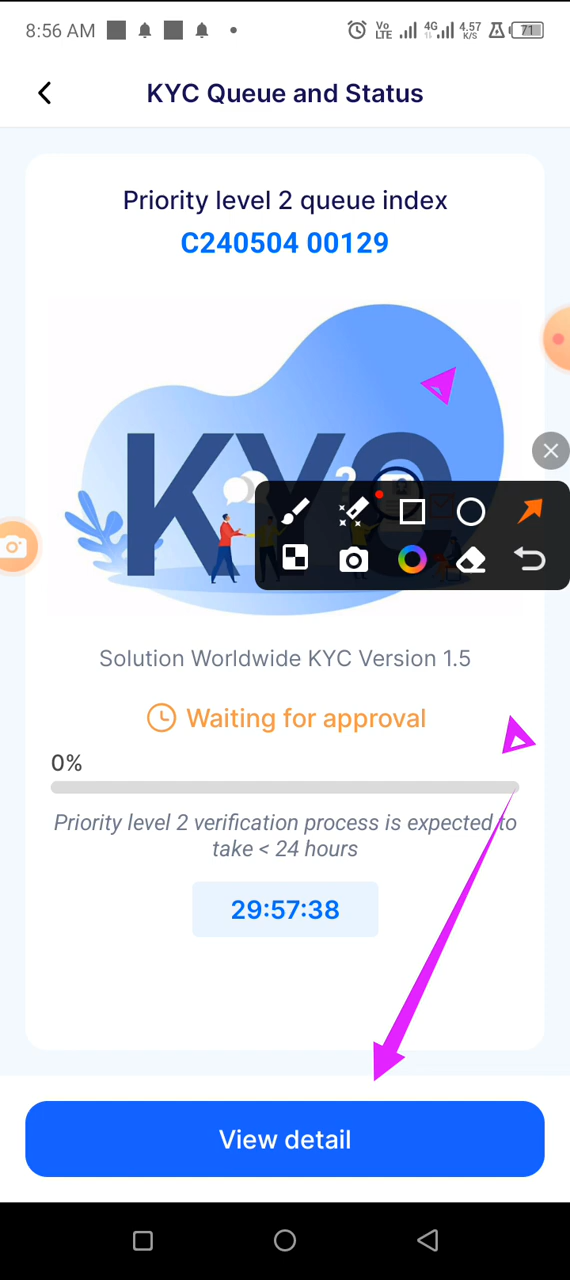 8:56 AM
Vo LTE 4G 4.57 K/S 71
KYC Queue and Status
Priority level 2 queue index
C240504 00129
KYC
?
Solution Worldwide KYC Version 1.5
Waiting for approval
0%
Priority level 2 verification process is expected to
take < 24 hours
29:57:38
View detail